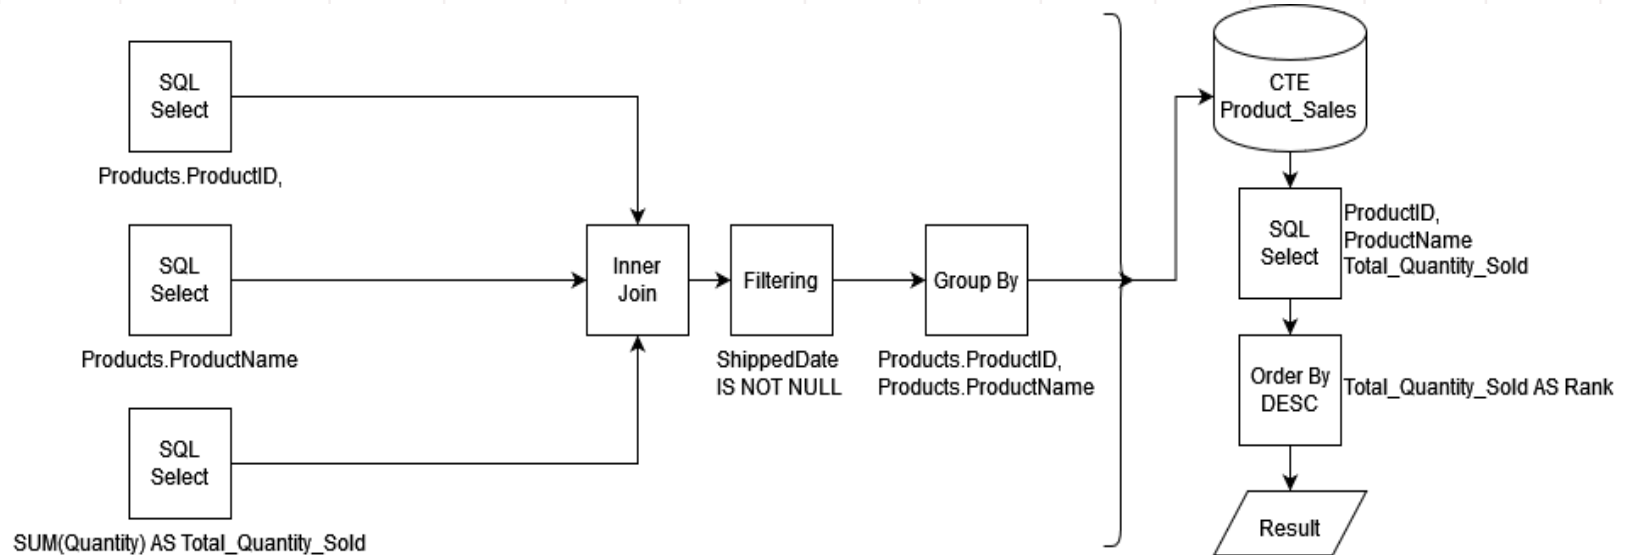 SQL
Select
Products.ProductID,
SQL
Select
Products.ProductName
SQL
Select
SUM(Quantity) AS Total_Quantity_Sold
Inner
Join
Filtering
ShippedDate
IS NOT NULL
Group By
Products.ProductID,
Products.ProductName
CTE
Product_Sales
SQL
Select
ProductID,
ProductName
Total_Quantity_Sold
Order By
DESC
Total_Quantity_Sold AS Rank
Result